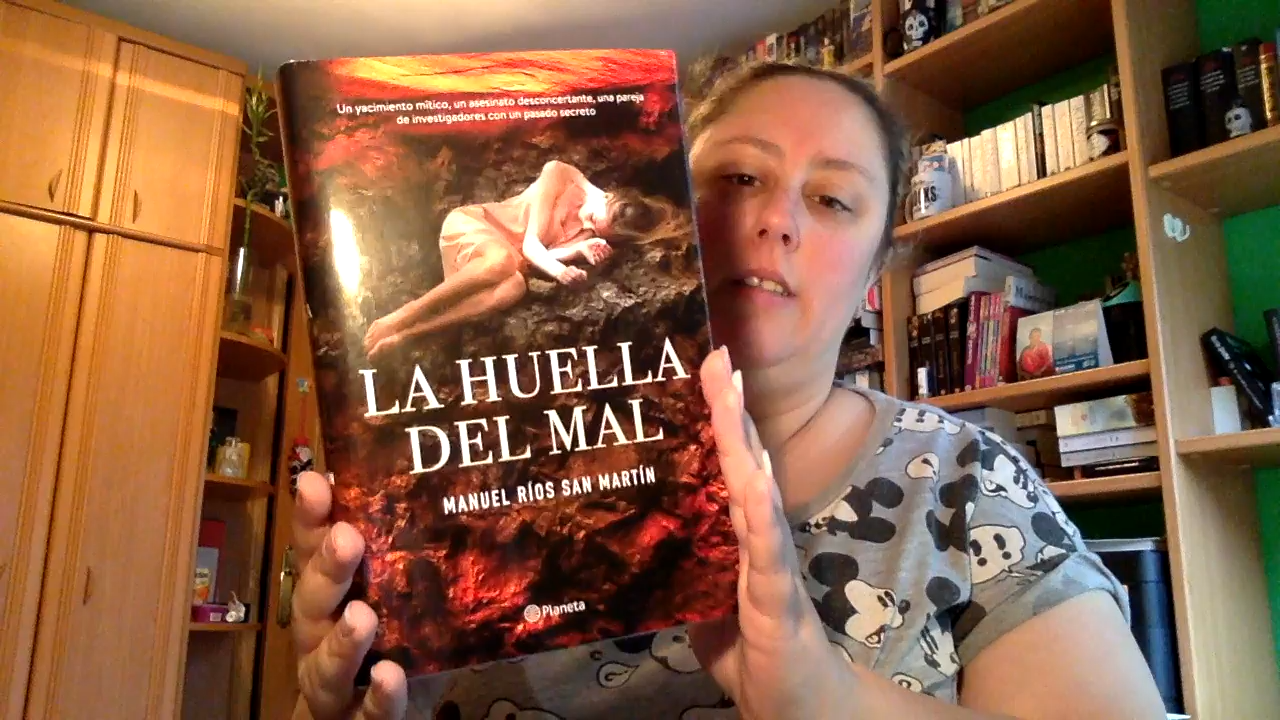 Un yacimiento mítico, un asesinato desconcertante, una pareja
de investigadores con un pasado secreto
LA HUELLA
DEL MAL
MANUEL RÍOS SAN MARTÍN
Planeta